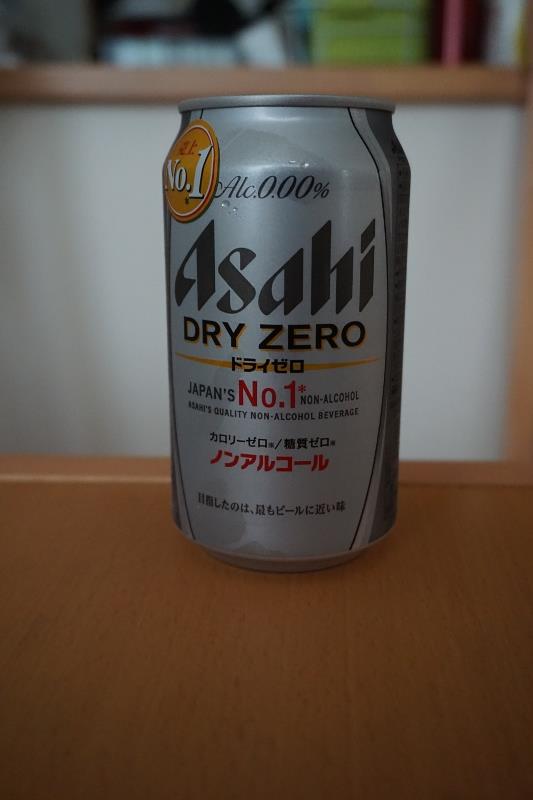 売上
No.1
Alc.0.00%
Asahi
DRY ZERO
ドライゼロ
JAPAN'S No.1* NON-ALCOHOL
ASAHI'S QUALITY NON-ALCOHOL BEVERAGE
カロリーゼロ※/糖質ゼロ※
ノンアルコール
目指したのは、最もビールに近い味